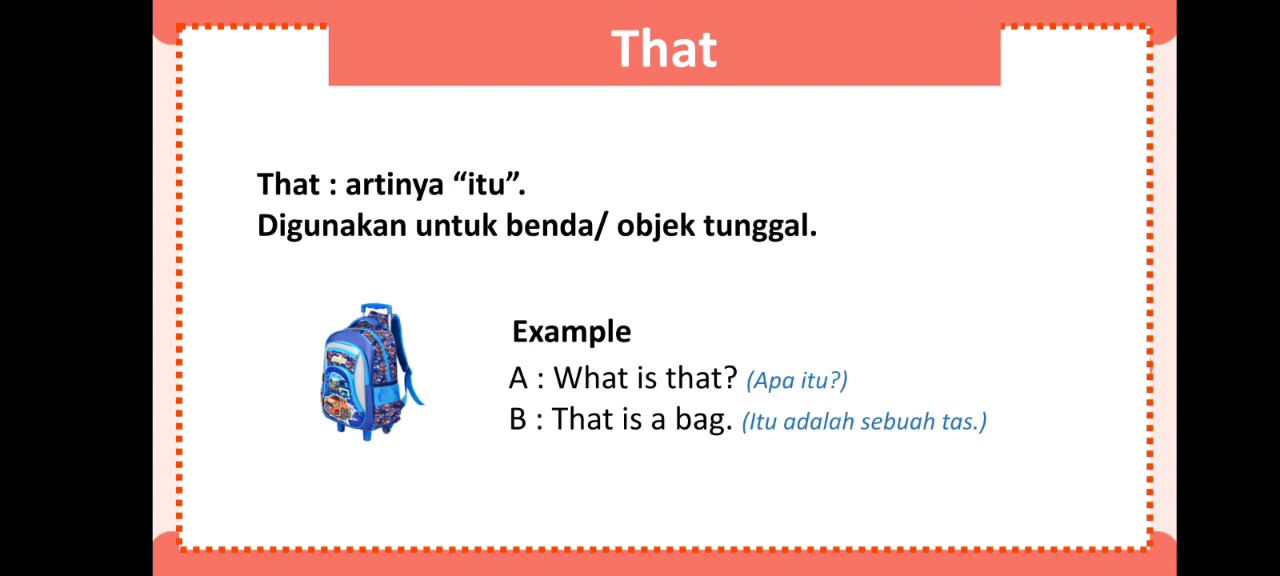 That
That : artinya “itu”.
Digunakan untuk benda/ objek tunggal.
Example
A : What is that? (Apa itu?)
B : That is a bag. (Itu adalah sebuah tas.)